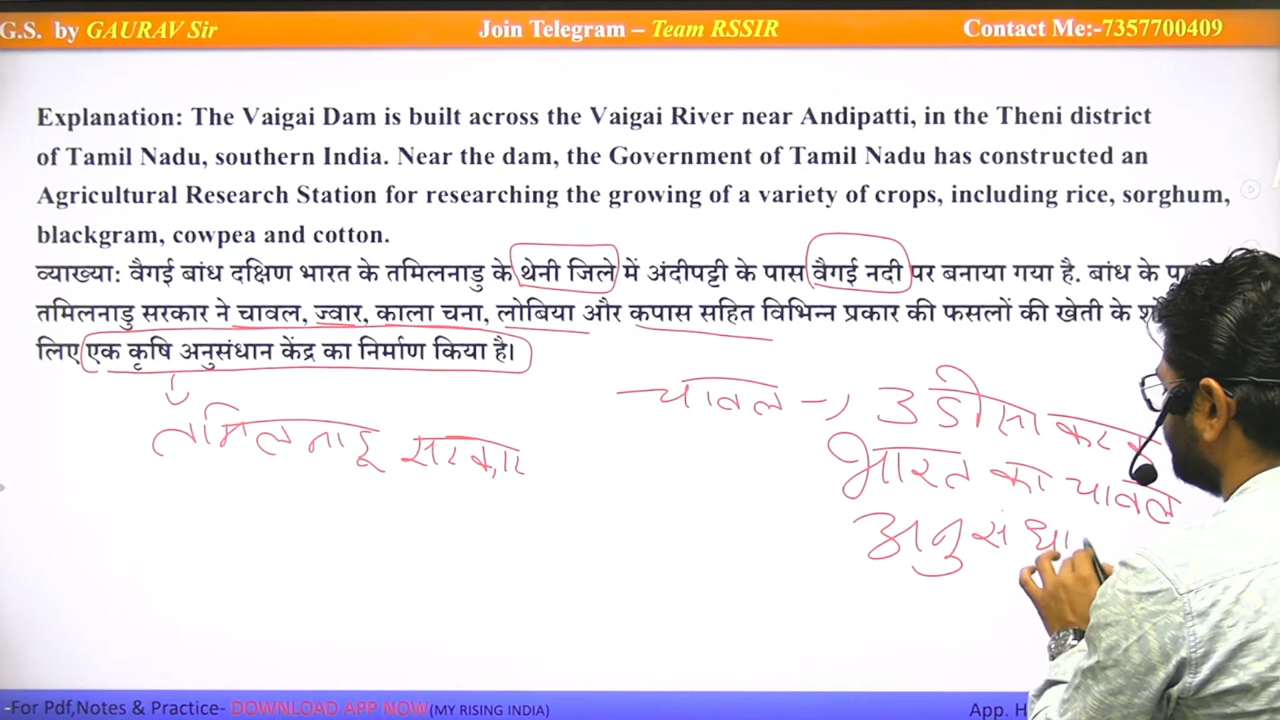 G.S. by GAURAV Sir
Join Telegram – Team RSSIR
Contact Me:-7357700409
Explanation: The Vaigai Dam is built across the Vaigai River near Andipatti, in the Theni district
of Tamil Nadu, southern India. Near the dam, the Government of Tamil Nadu has constructed an
Agricultural Research Station for researching the growing of a variety of crops, including rice, sorghum,
blackgram, cowpea and cotton.
व्याख्या: वैगई बांध दक्षिण भारत के तमिलनाडु के थेनी जिले में अंदीपट्टी के पास वैगई नदी पर बनाया गया है. बांध के
तमिलनाडु सरकार ने चावल, ज्वार, काला चना, लोबिया और कपास सहित विभिन्न प्रकार की फसलों की खेती के
लिए एक कृषि अनुसंधान केंद्र का निर्माण किया है।
चावल -> उडीसा कटक
तमिलनाडू सरकार
भारत का चावल
अनुसंधा
-For Pdf,Notes & Practice- DOWNLOAD APP NOW(MY RISING INDIA)
App. H